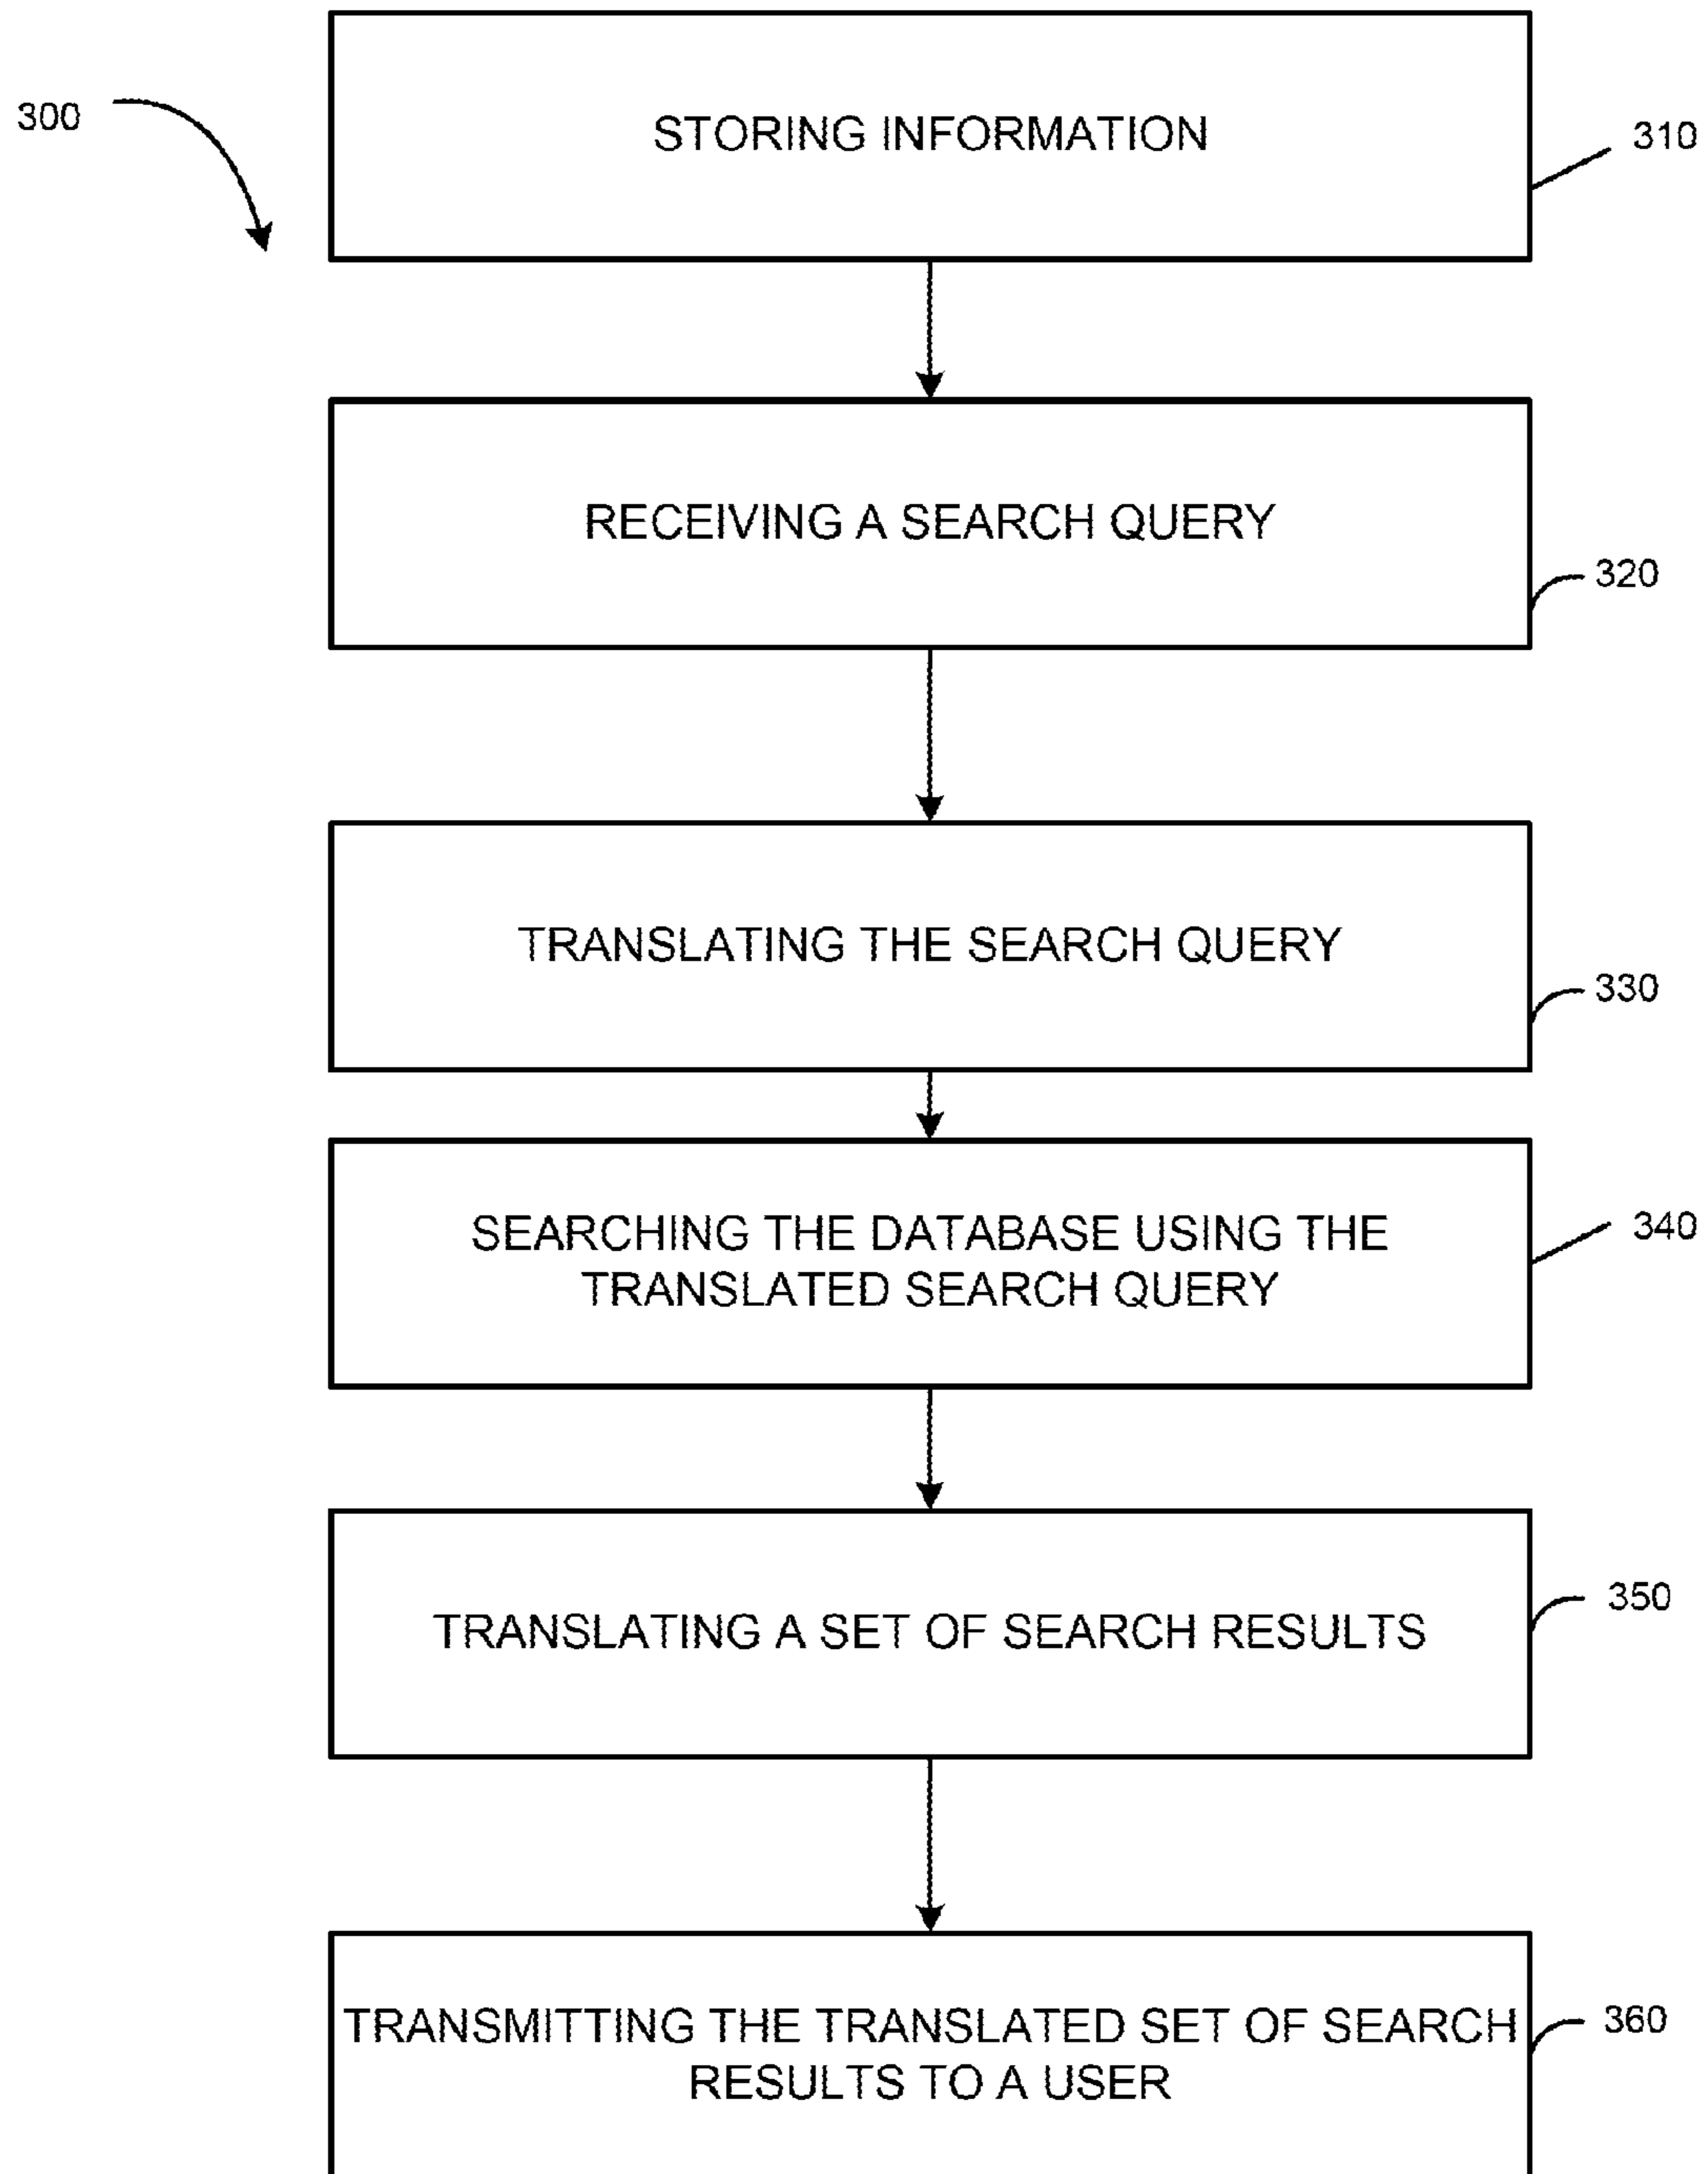 300
STORING INFORMATION
310
RECEIVING A SEARCH QUERY
320
TRANSLATING THE SEARCH QUERY
330
SEARCHING THE DATABASE USING THE
TRANSLATED SEARCH QUERY
340
TRANSLATING A SET OF SEARCH RESULTS
350
TRANSMITTING THE TRANSLATED SET OF SEARCH
RESULTS TO A USER
360